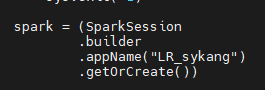 spark = (SparkSession
.builder
.appName("LR_sykang")
.getOrCreate())